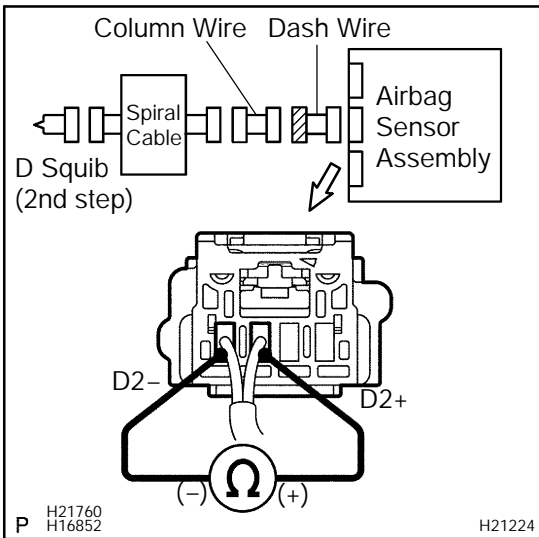 Column Wire Dash Wire
Spiral
Cable
Airbag
Sensor
Assembly
D Squib
(2nd step)
D2−
D2+
Ω
(−) (+)
P H21760
H16852
H21224